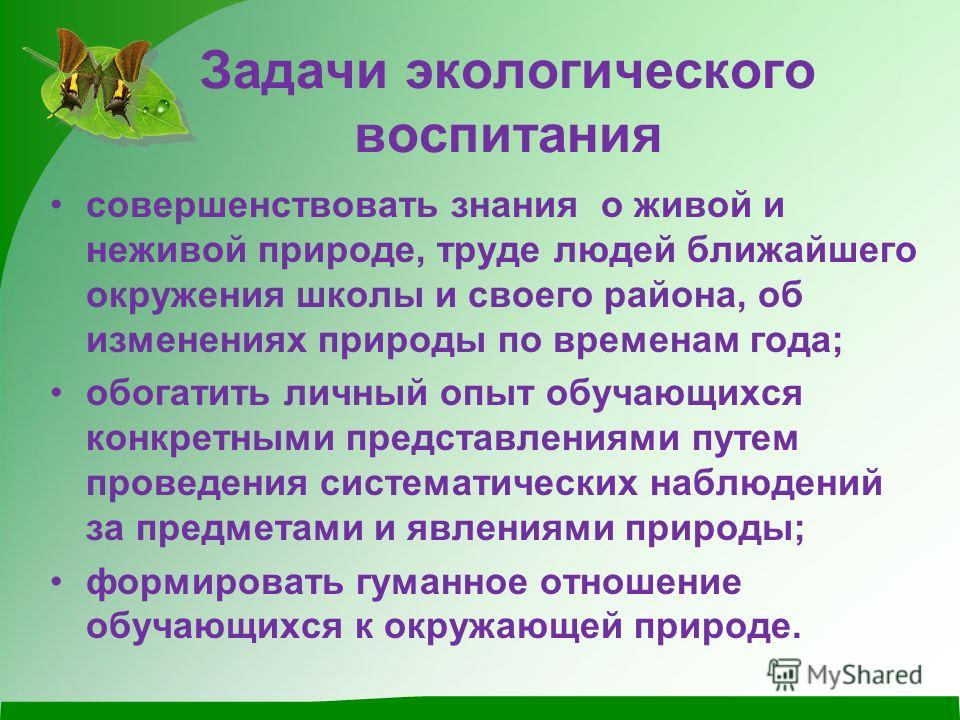 Задачи экологического
воспитания
• совершенствовать знания  о живой и
неживой природе, труде людей ближайшего
окружения школы и своего района, об
изменениях природы по временам года;
• обогатить личный опыт обучающихся
конкретными представлениями путем
проведения систематических наблюдений
за предметами и явлениями природы;
• формировать гуманное отношение
обучающихся к окружающей природе.
MyShared